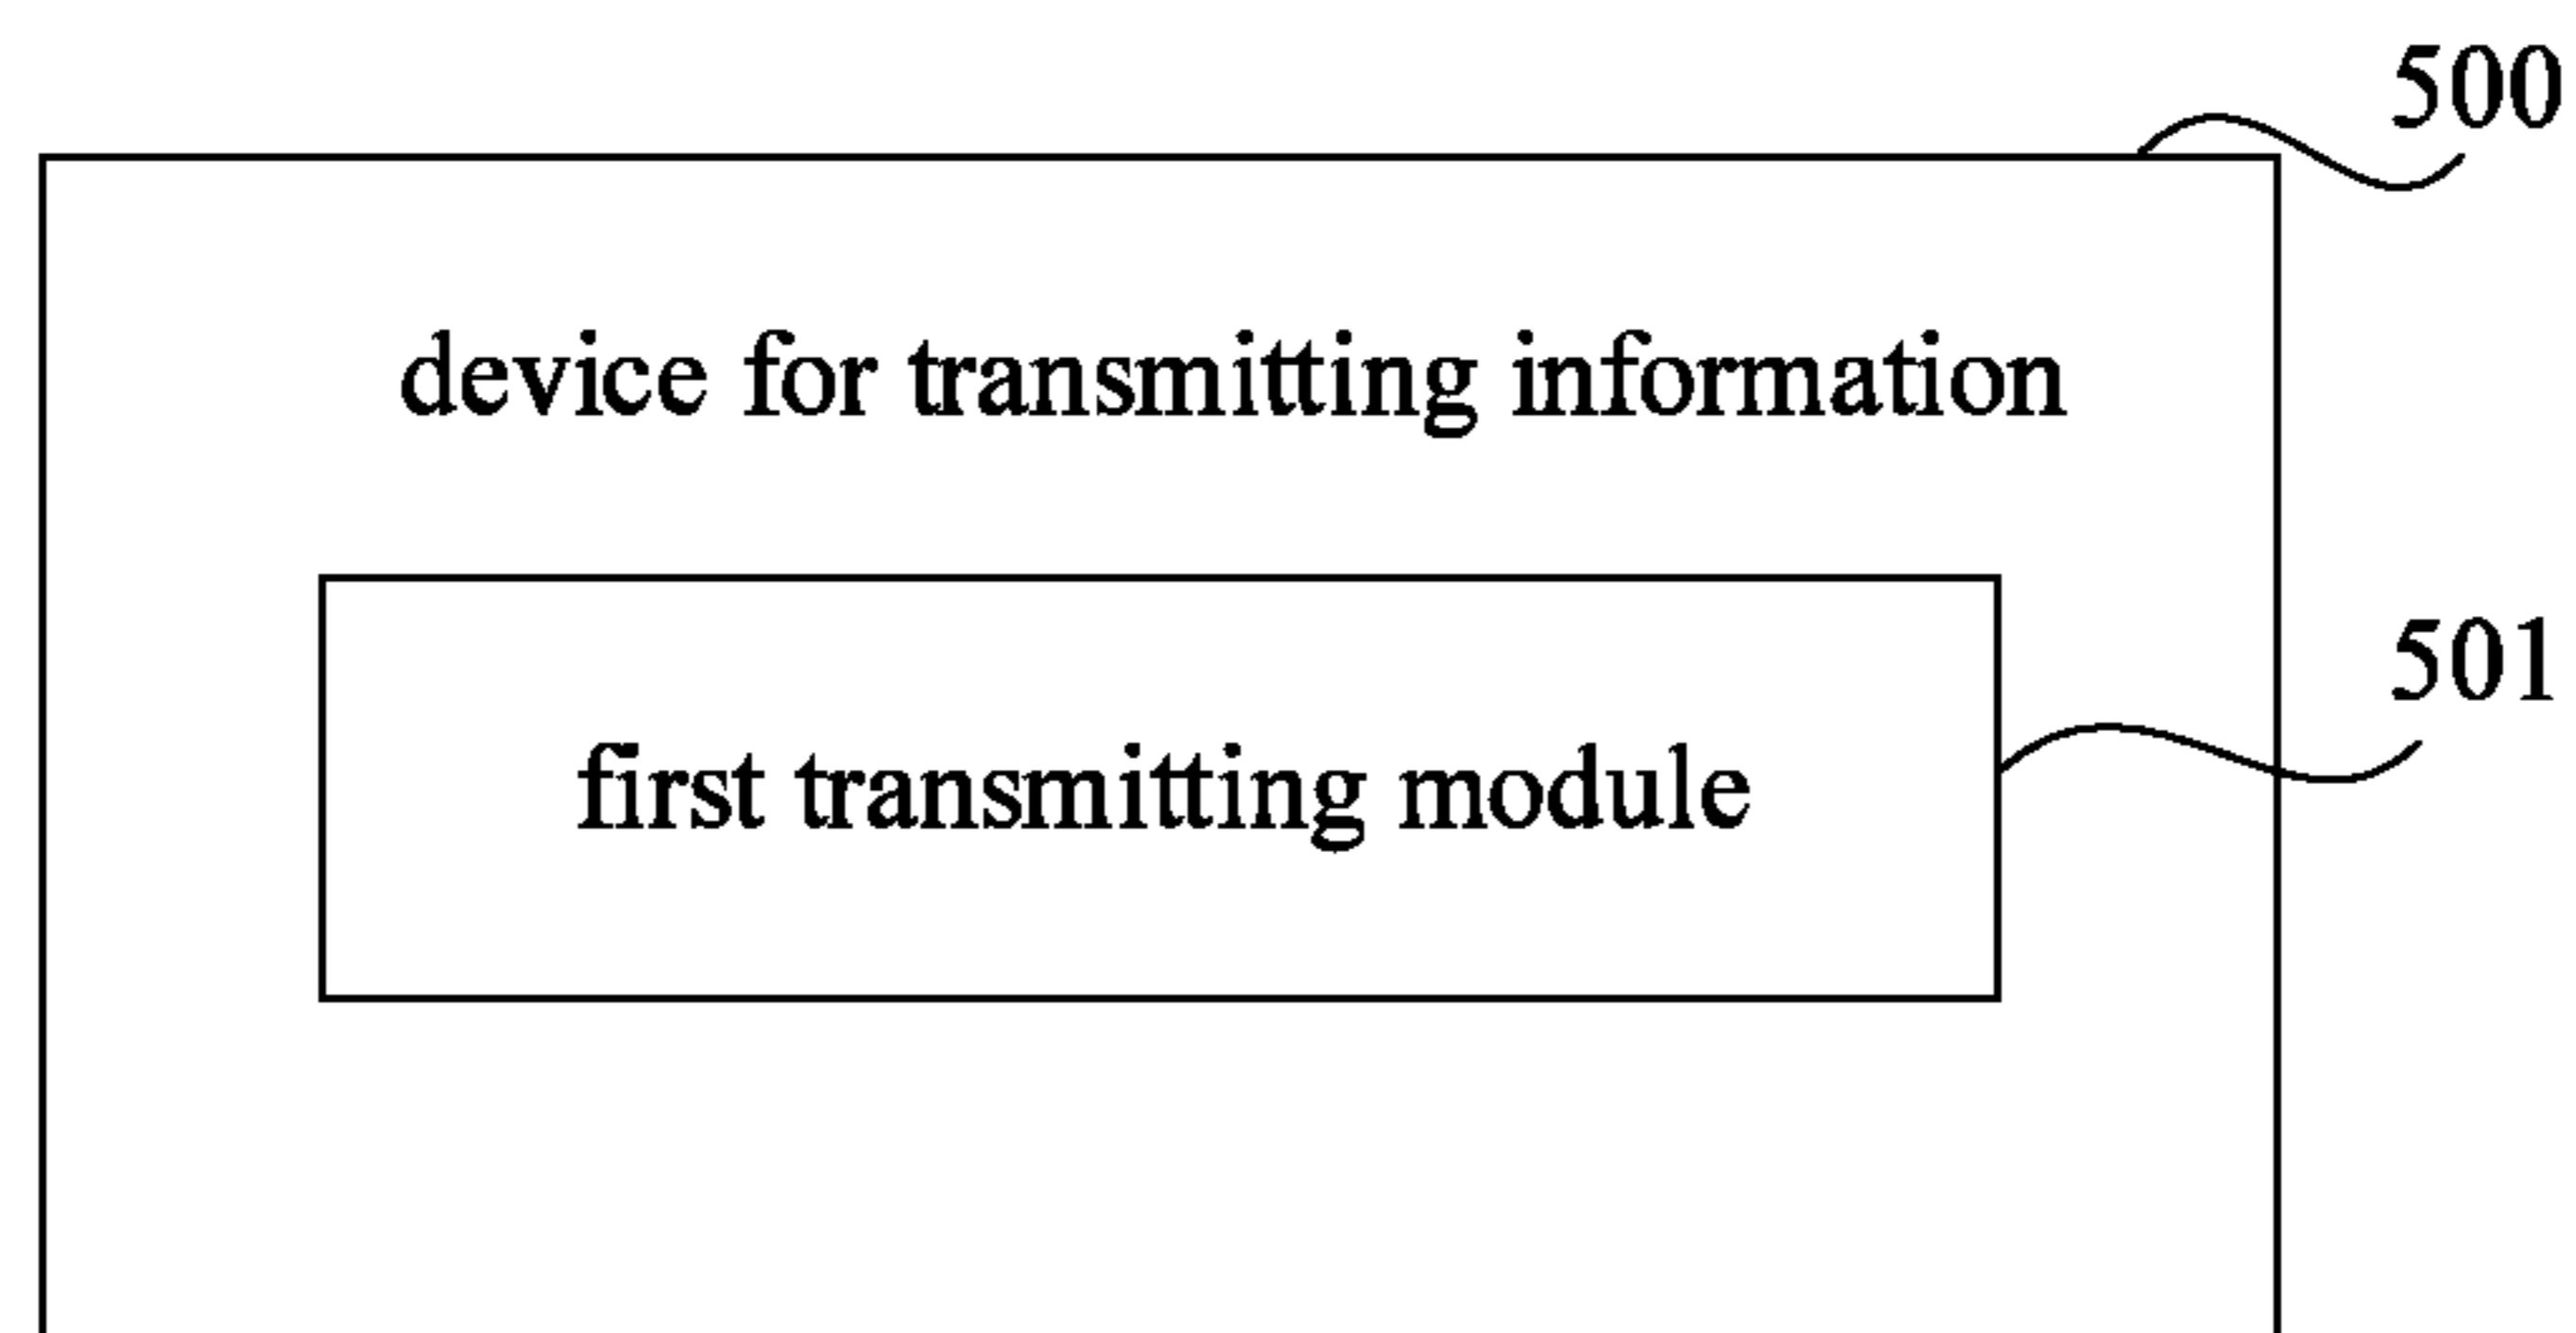 500
device for transmitting information
501
first transmitting module